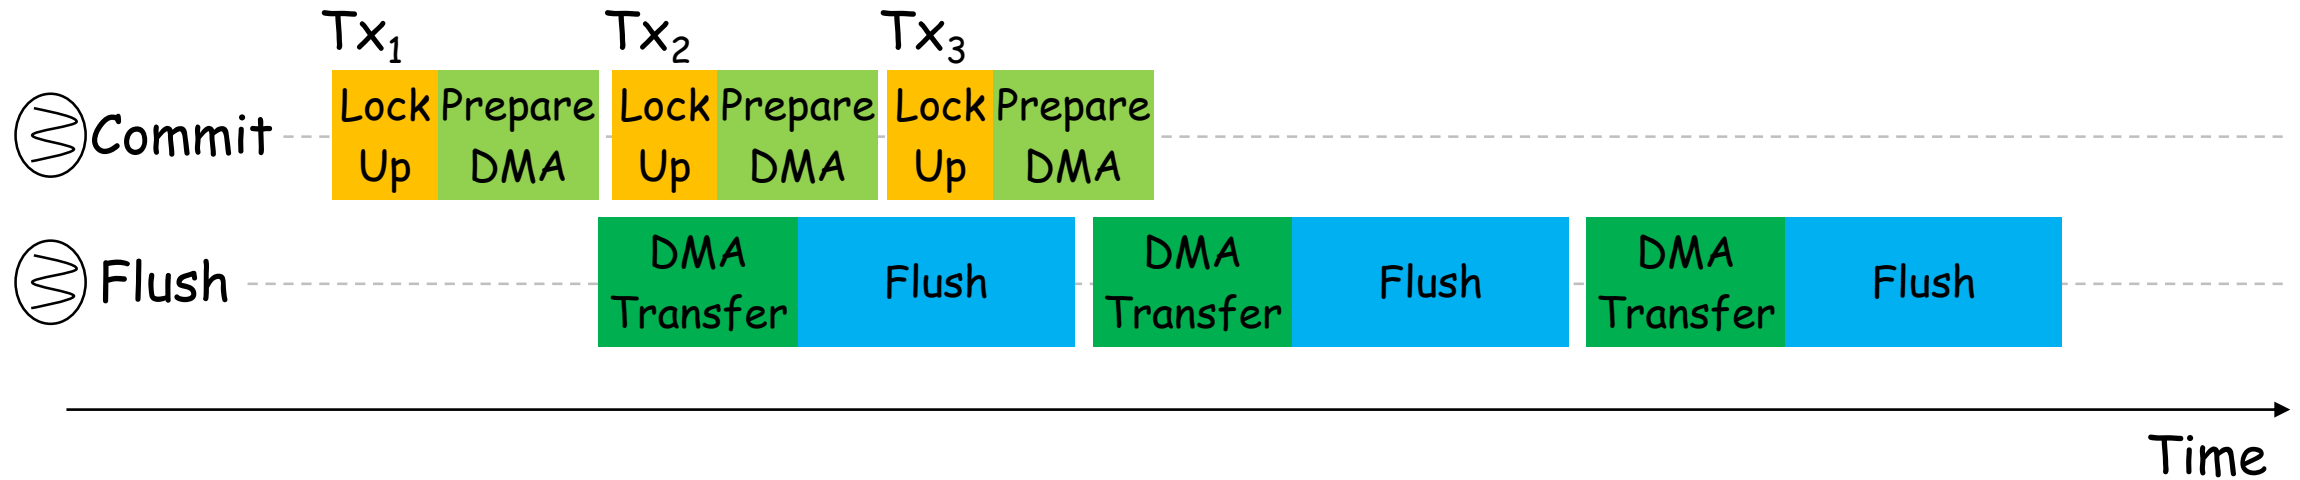 Tx1 Tx2 Tx3
Commit
Lock Up
Prepare DMA
Lock Up
Prepare DMA
Lock Up
Prepare DMA
Flush
DMA Transfer
Flush
DMA Transfer
Flush
DMA Transfer
Flush
Time